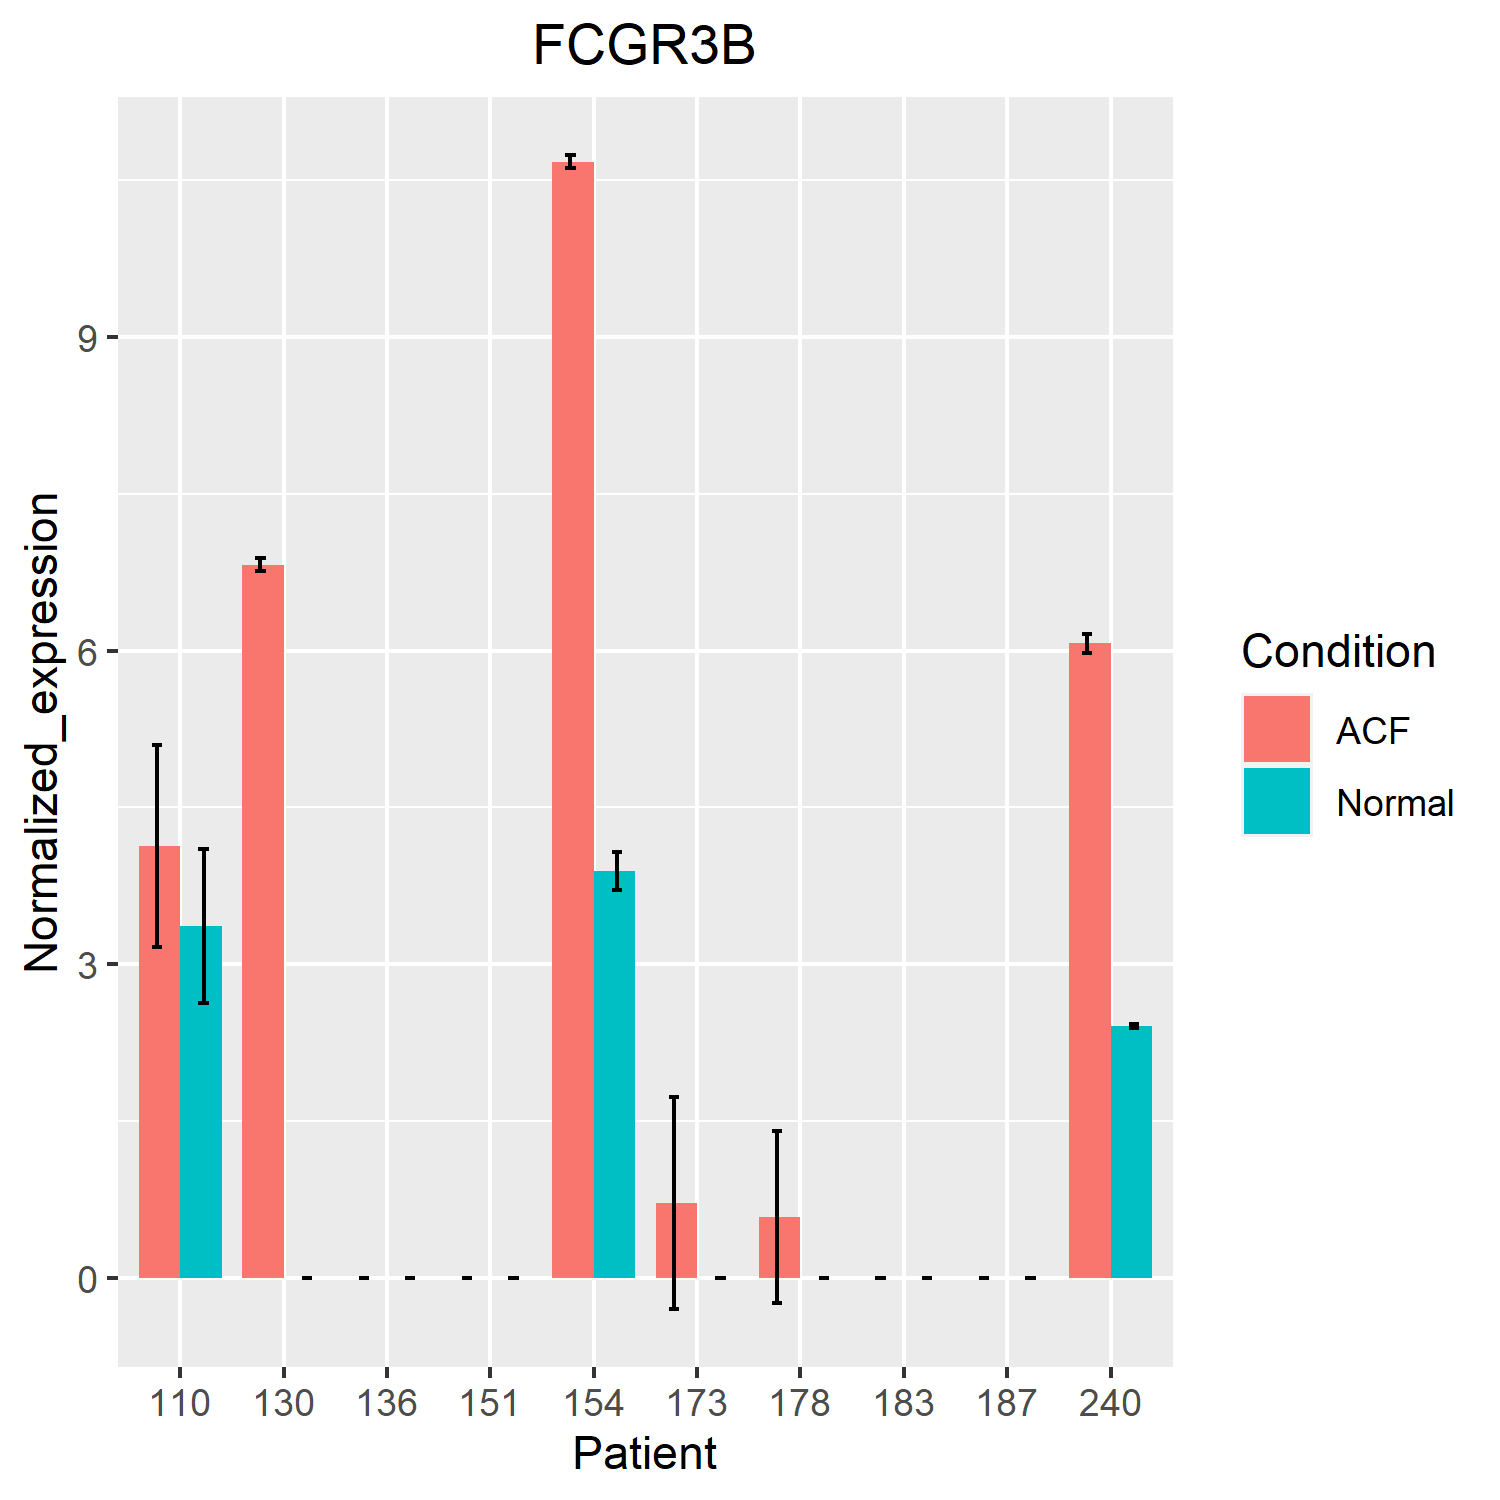 FCGR3B
Normalized_expression
9
6
3
0
110 130 136 151 154 173 178 183 187 240
Patient
Condition
ACF
Normal